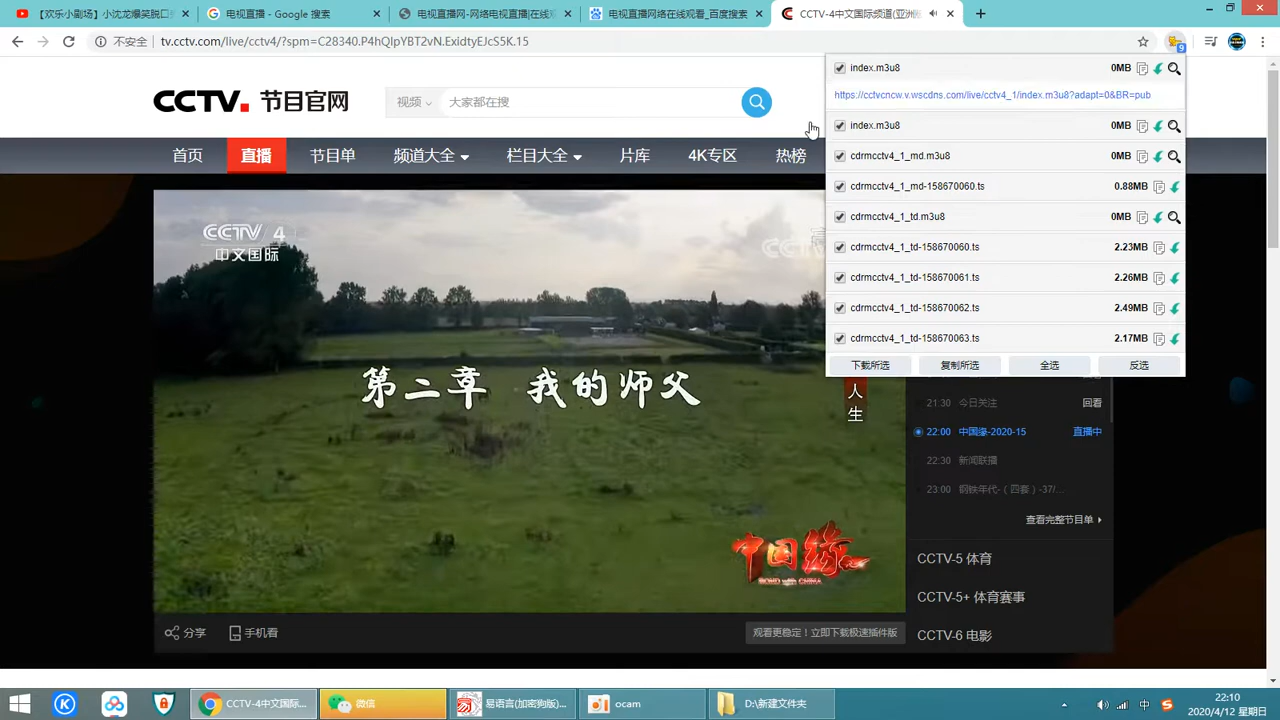 【欢乐小剧场】小沈龙爆笑脱口
电视直播 - Google 搜索
电视直播网-网络电视直播|在线
电视直播网络在线观看_百度搜索
CCTV-4中文国际频道(亚洲
不安全
tv.cctv.com/live/cctv4/?spm=C28340.P4hQlpYBT2vN.ExidtyEJcS5K.15
9
CCTV. 节目官网
视频
大家都在搜
首页
直播
节目单
频道大全
栏目大全
片库
4K专区
热榜
index.m3u8
0MB
https://cctvcncw.v.wscdns.com/live/cctv4_1/index.m3u8?adapt=0&BR=pub
index.m3u8
0MB
cdrmcctv4_1_md.m3u8
0MB
cdrmcctv4_1_md-158670060.ts
0.88MB
cdrmcctv4_1_td.m3u8
0MB
cdrmcctv4_1_td-158670060.ts
2.23MB
cdrmcctv4_1_td-158670061.ts
2.26MB
cdrmcctv4_1_td-158670062.ts
2.49MB
cdrmcctv4_1_td-158670063.ts
2.17MB
下载所选
复制所选
全选
反选
CCTV 4
中文国际
第二章 我的师父
人
生
中国缘
BOND with CHINA
21:30 今日关注
回看
22:00 中国缘-2020-15
直播中
22:30 新闻联播
23:00 钢铁年代-（四套）-37/...
查看完整节目单
CCTV-5 体育
CCTV-5+ 体育赛事
CCTV-6 电影
分享
手机看
观看更稳定！立即下载极速插件版
CCTV-4中文国际...
微信
易语言(加密狗版)...
ocam
D:\新建文件夹
中
22:10
2020/4/12 星期日